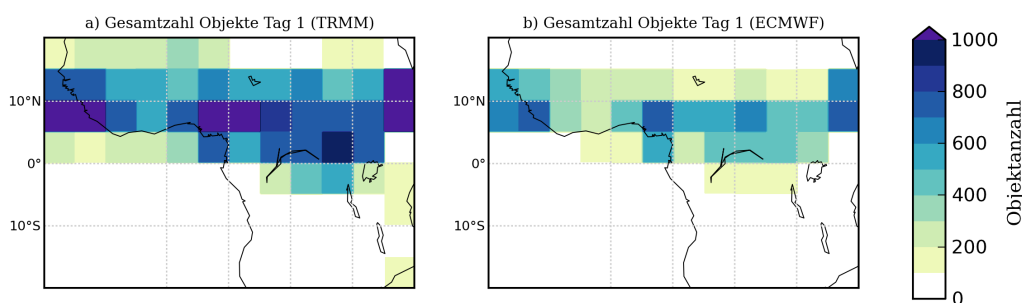 a) Gesamtzahl Objekte Tag 1 (TRMM)
b) Gesamtzahl Objekte Tag 1 (ECMWF)
10°N
0°
10°S
10°N
0°
10°S
1000
800
600
400
200
0
Objektanzahl